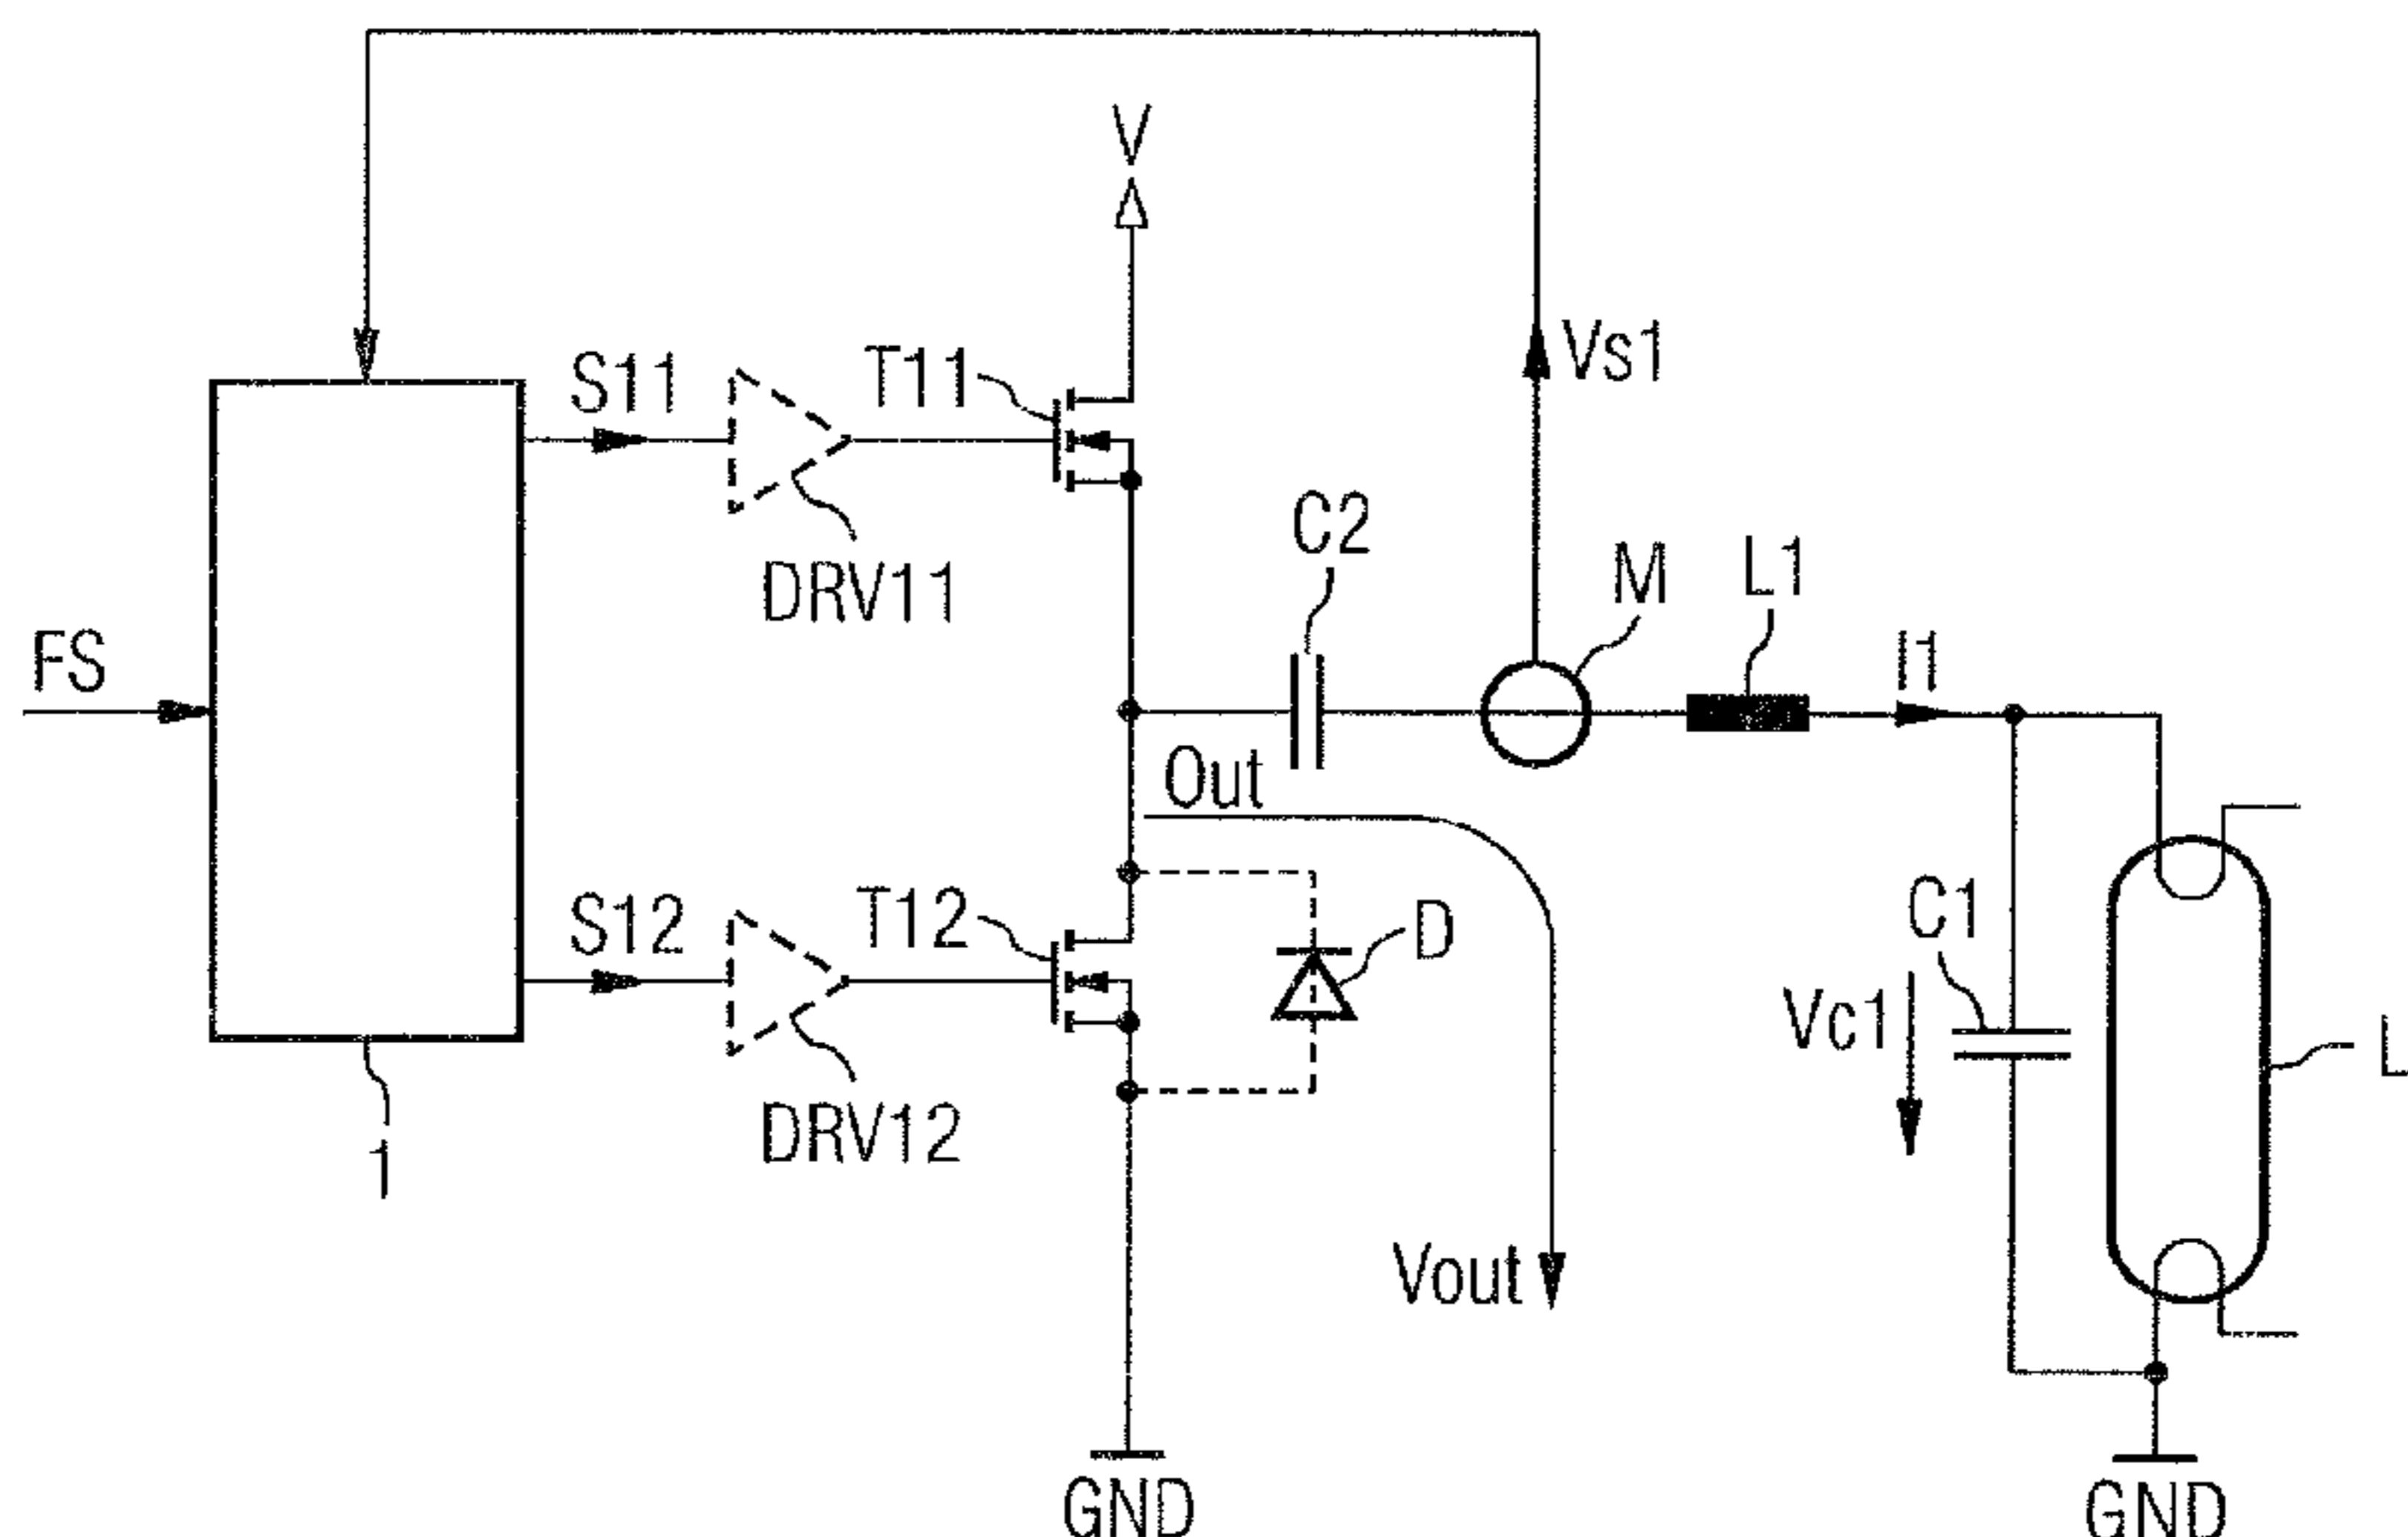 V
S11
T11
Vs1
DRV11
C2
M
L1
I1
FS
Out
S12
T12
D
C1
Vc1
L
DRV12
1
Vout
GND
GND